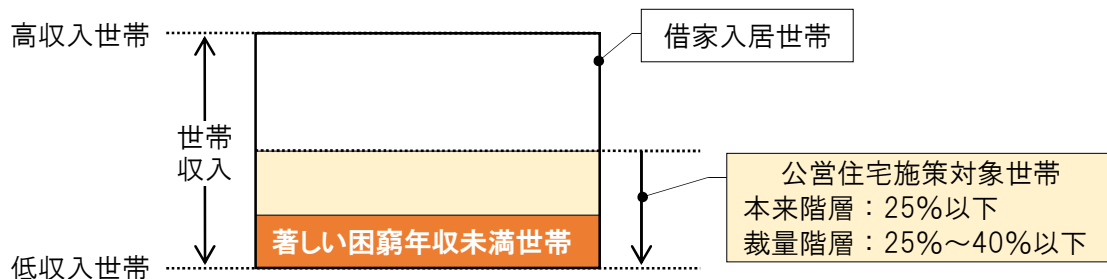 高収入世帯
借家入居世帯
世帯
収入
公営住宅施策対象世帯
本来階層：25%以下
裁量階層：25%～40%以下
著しい困窮年収未満世帯
低収入世帯